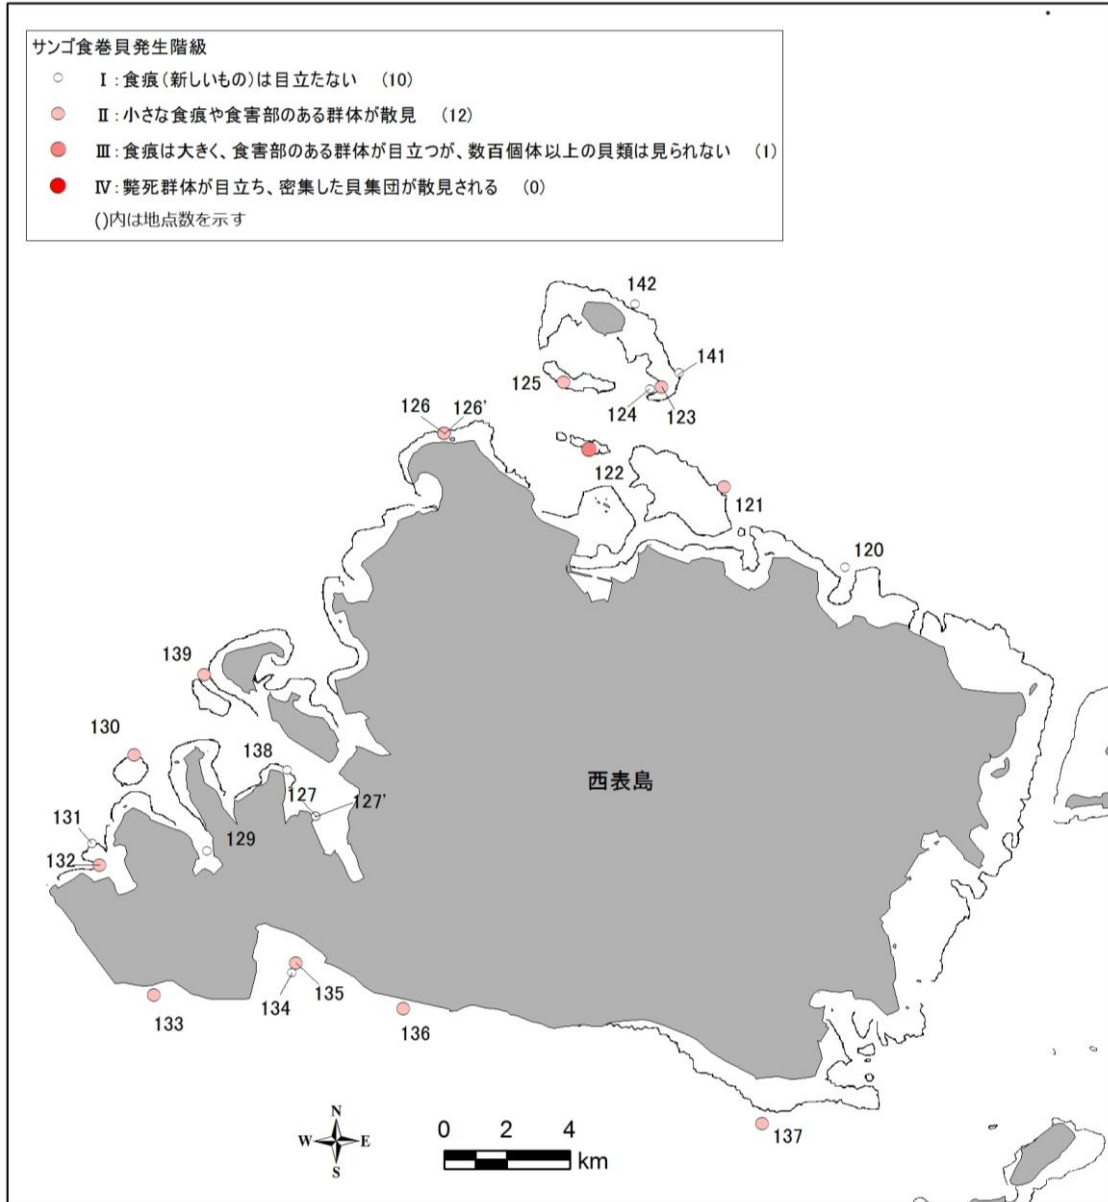 サンゴ食巻貝発生階級
Ⅰ:食痕(新しいもの)は目立たない (10)
Ⅱ:小さな食痕や食害部のある群体が散見 (12)
Ⅲ:食痕は大きく、食害部のある群体が目立つが、数百個体以上の貝類は見られない (1)
Ⅳ:斃死群体が目立ち、密集した貝集団が散見される (0)
()内は地点数を示す
142
141
125
124
123
126
126'
122
121
120
139
130
138
西表島
127
127'
131
129
132
135
134
133
136
N
W E
S
0 2 4
km
137